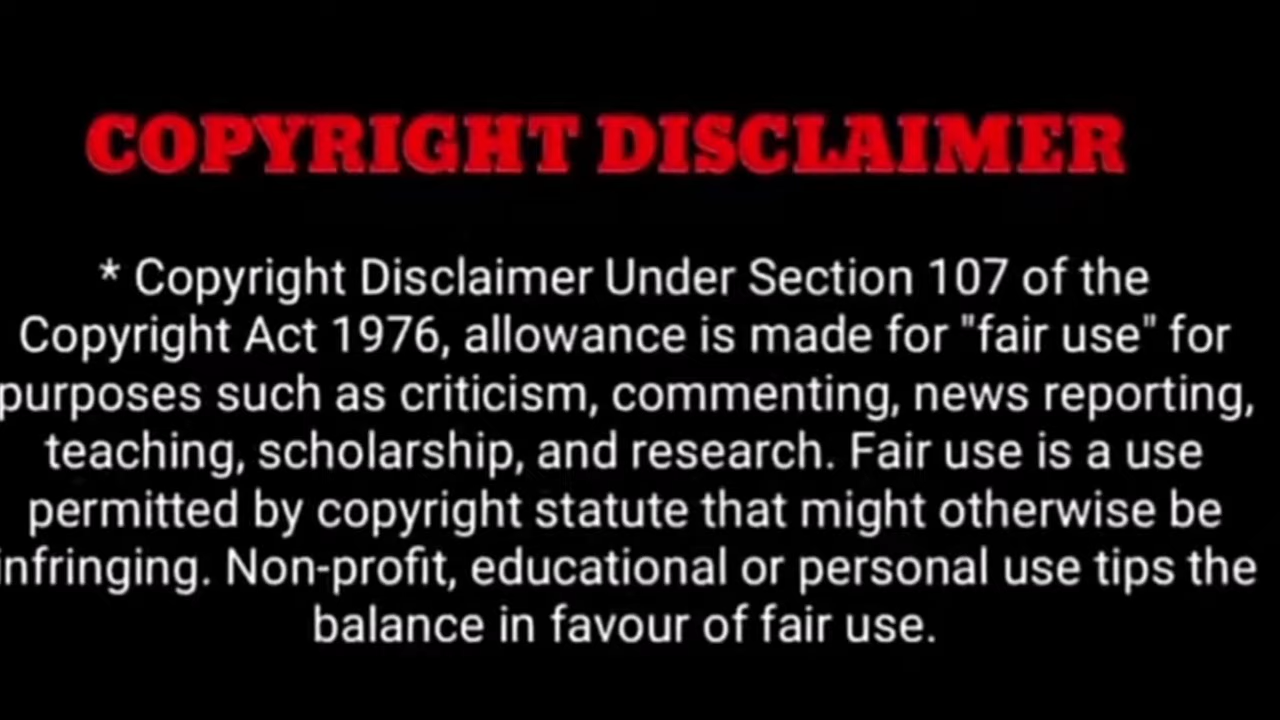 COPYRIGHT DISCLAIMER
* Copyright Disclaimer Under Section 107 of the
Copyright Act 1976, allowance is made for "fair use" for
purposes such as criticism, commenting, news reporting,
teaching, scholarship, and research. Fair use is a use
permitted by copyright statute that might otherwise be
infringing. Non-profit, educational or personal use tips the
balance in favour of fair use.